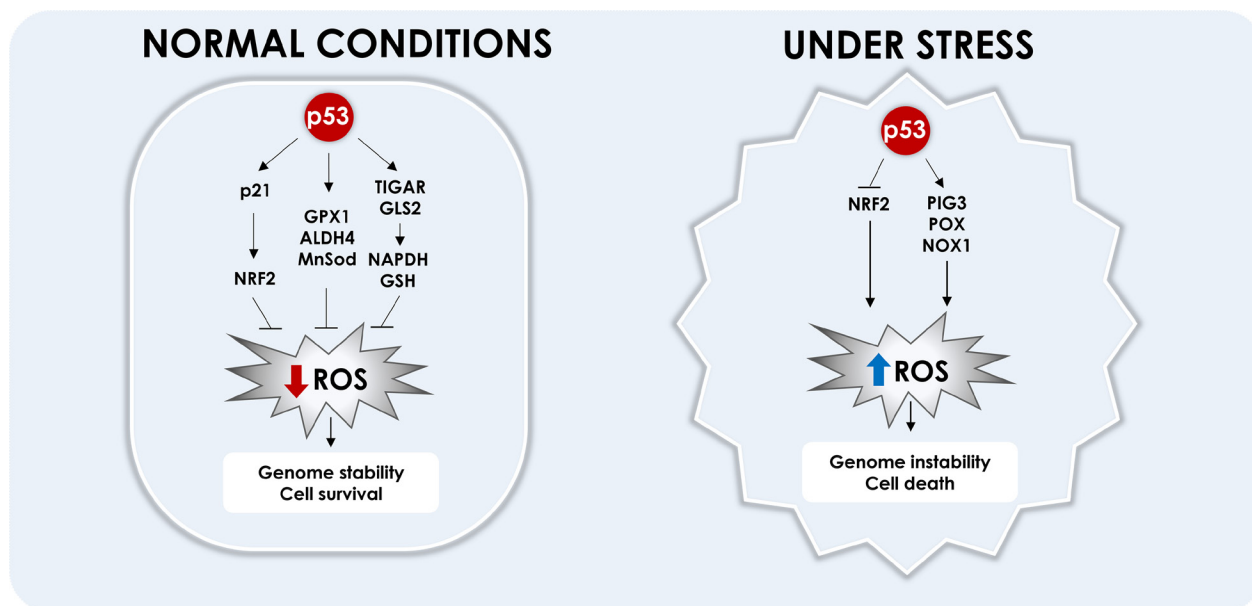 NORMAL CONDITIONS
p53
p21
NRF2
GPX1
ALDH4
MnSod
TIGAR
GLS2
NAPDH
GSH
ROS
Genome stability
Cell survival
UNDER STRESS
p53
NRF2
PIG3
POX
NOX1
ROS
Genome instability
Cell death